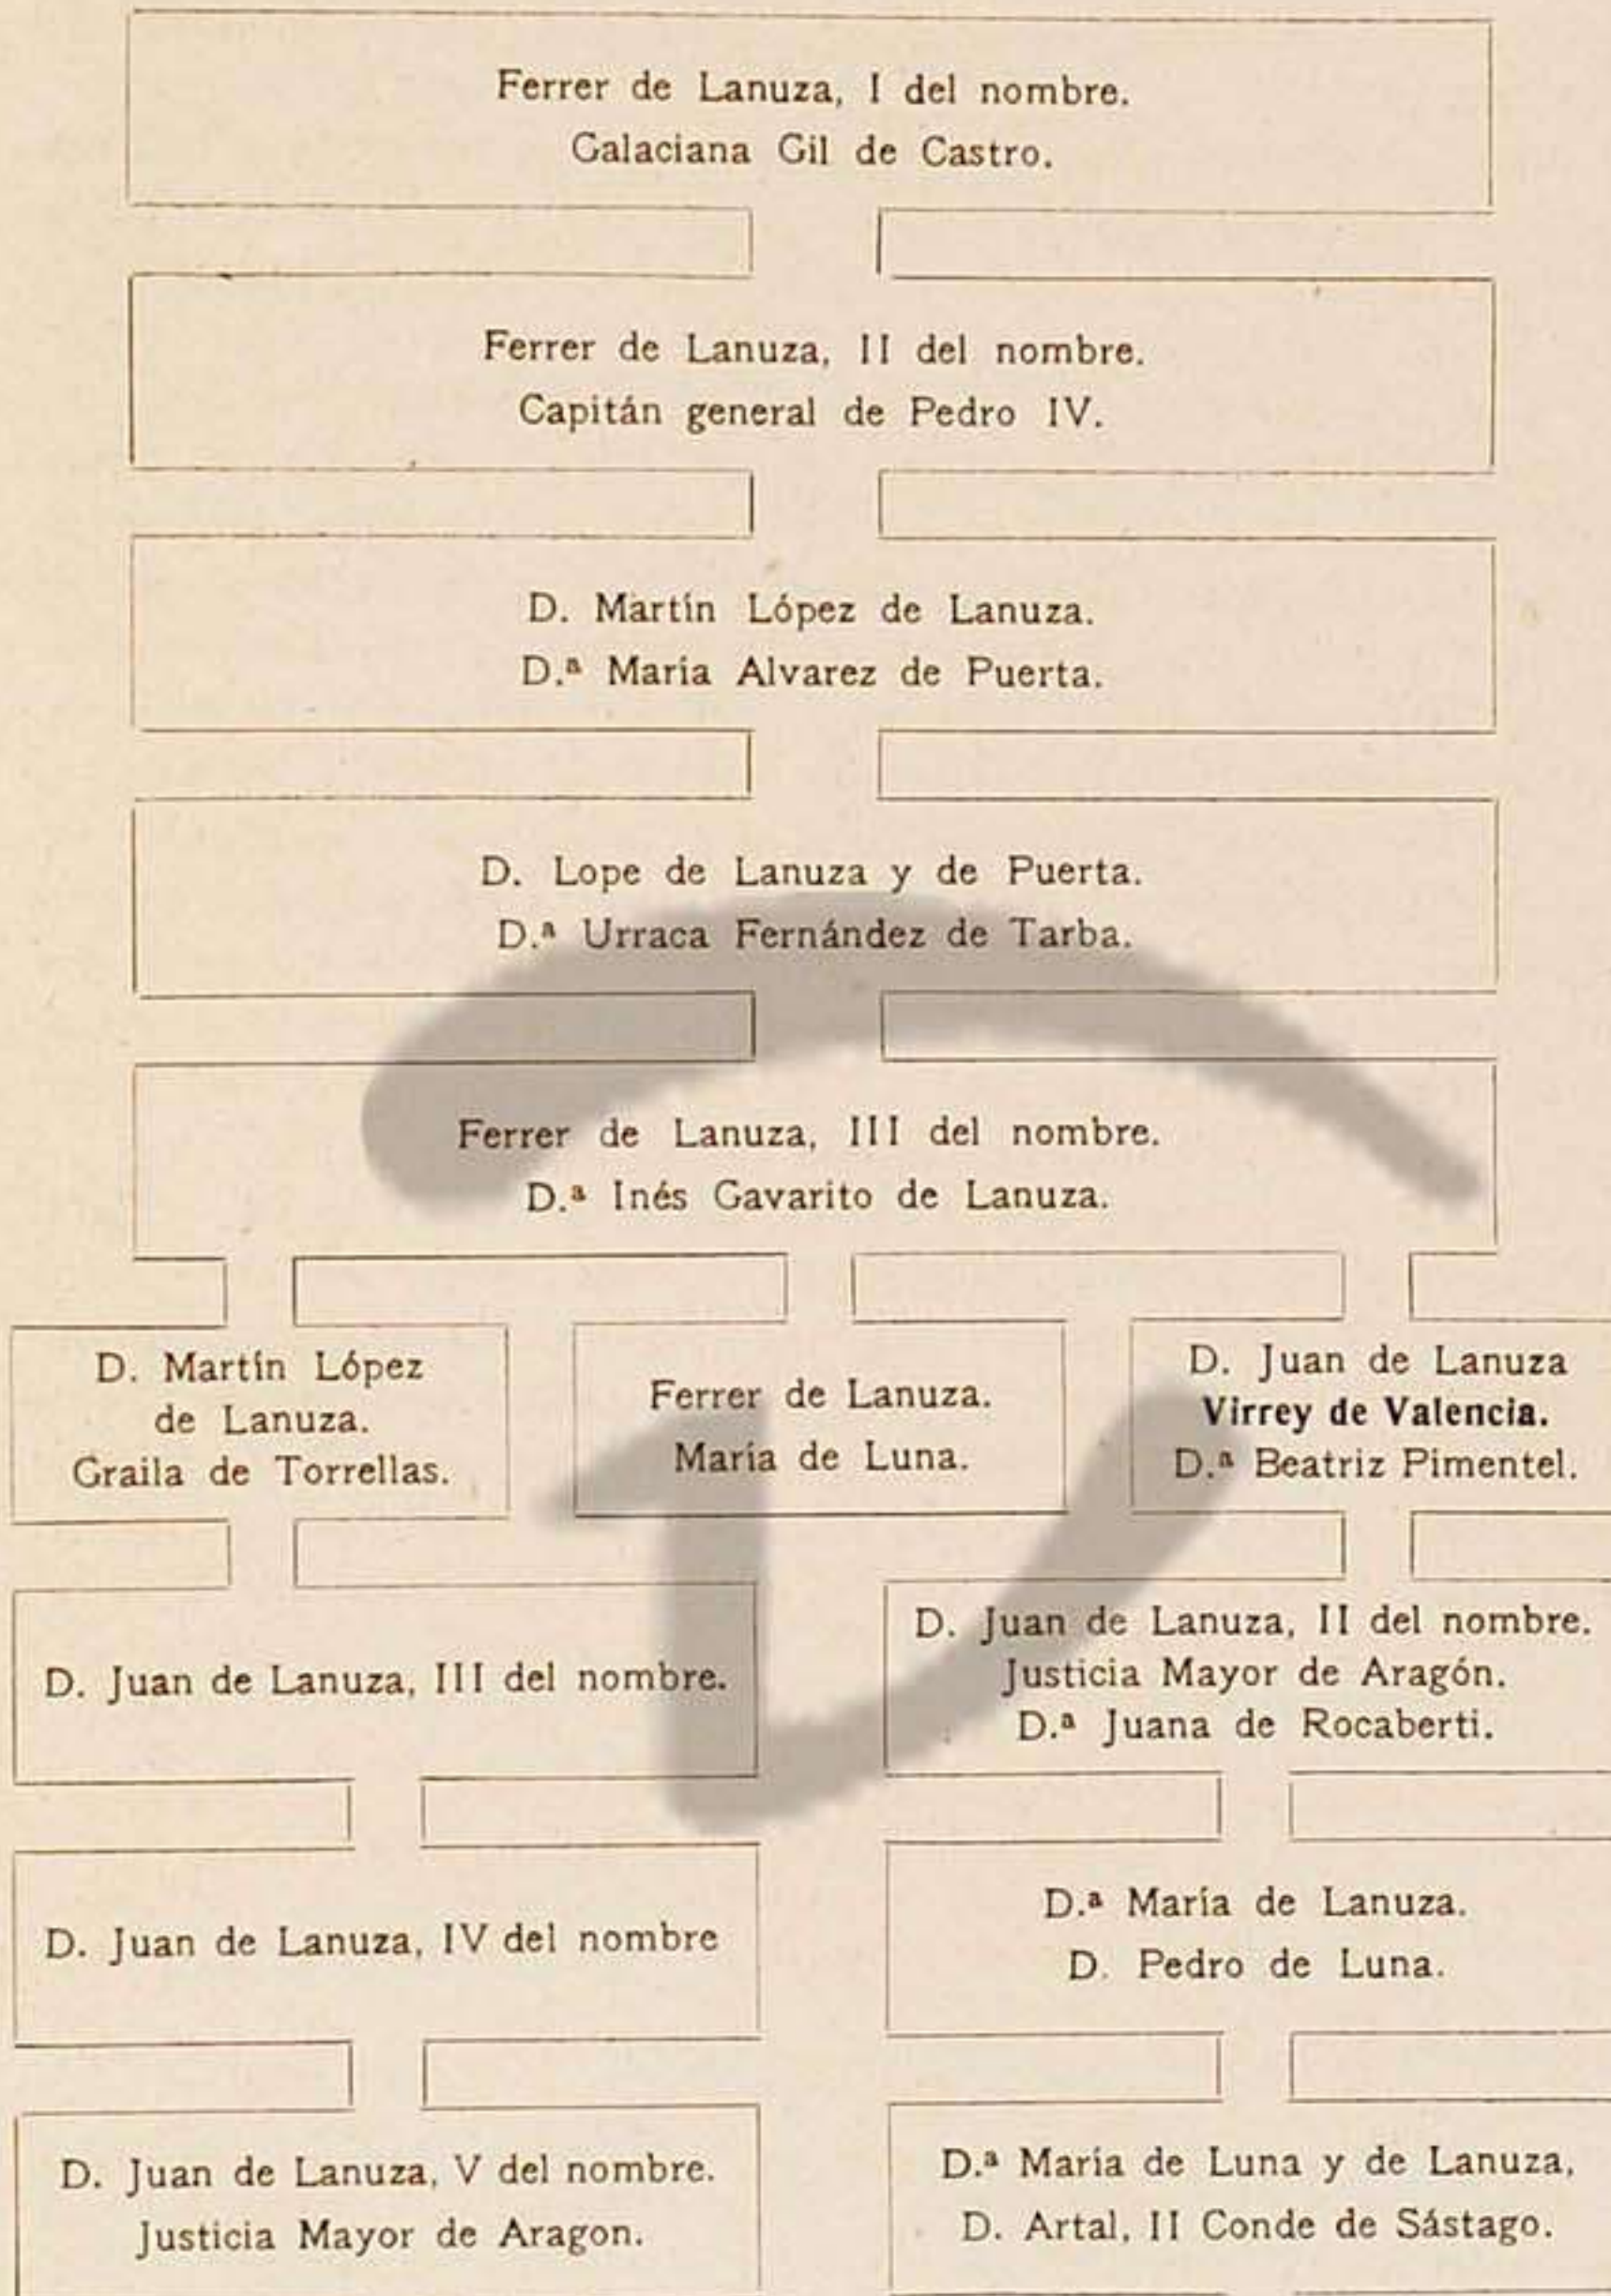 Ferrer de Lanuza, I del nombre.
Galaciana Gil de Castro.
Ferrer de Lanuza, II del nombre.
Capitán general de Pedro IV.
D. Martín López de Lanuza.
D.ª María Alvarez de Puerta.
D. Lope de Lanuza y de Puerta.
D.ª Urraca Fernández de Tarba.
Ferrer de Lanuza, III del nombre.
D.ª Inés Gavarito de Lanuza.
D. Martín López
de Lanuza.
Graila de Torrellas.
Ferrer de Lanuza.
María de Luna.
D. Juan de Lanuza
Virrey de Valencia.
D.ª Beatriz Pimentel.
D. Juan de Lanuza, III del nombre.
D. Juan de Lanuza, II del nombre.
Justicia Mayor de Aragón.
D.ª Juana de Rocaberti.
D. Juan de Lanuza, IV del nombre
D.ª María de Lanuza.
D. Pedro de Luna.
D. Juan de Lanuza, V del nombre.
Justicia Mayor de Aragon.
D.ª María de Luna y de Lanuza,
D. Artal, II Conde de Sástago.